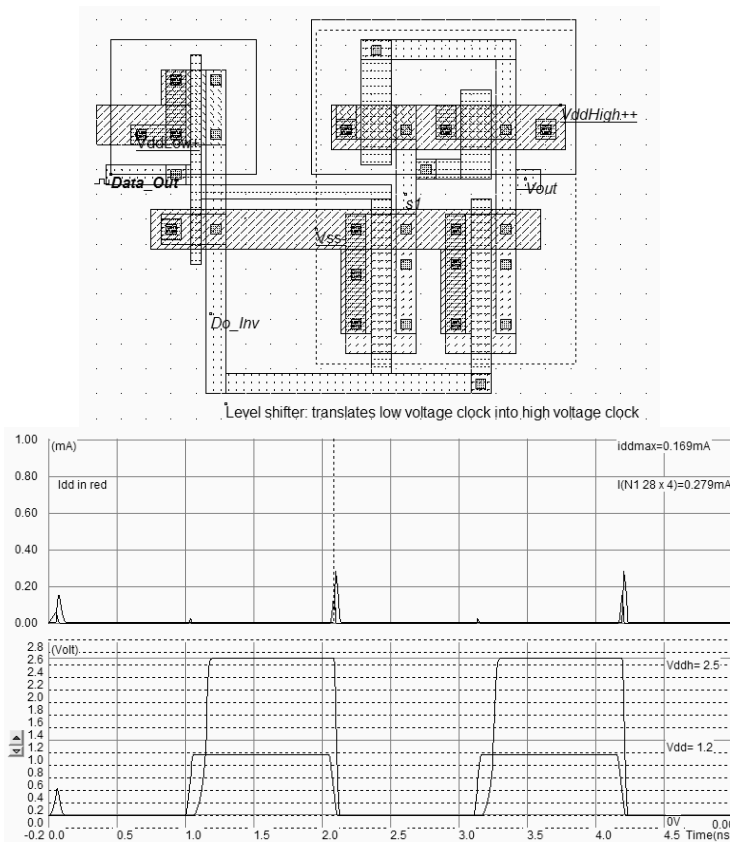 VddHigh++
VddLow+
Data_Out
Vout
s1
Vss-
Do_Inv
Level shifter: translates low voltage clock into high voltage clock
1.00
(mA)
iddmax=0.169mA
0.80
Idd in red
I(N1 28 x 4)=0.279mA
0.60
0.40
0.20
0.00
2.8
(Volt)
2.6
2.4
Vddh= 2.5
2.2
2.0
1.8
1.6
1.4
1.2
Vdd= 1.2
1.0
0.8
0.6
0.4
0.2
0.0
0V
0.00
-0.2 0.0 0.5 1.0 1.5 2.0 2.5 3.0 3.5 4.0 4.5 Time(ns